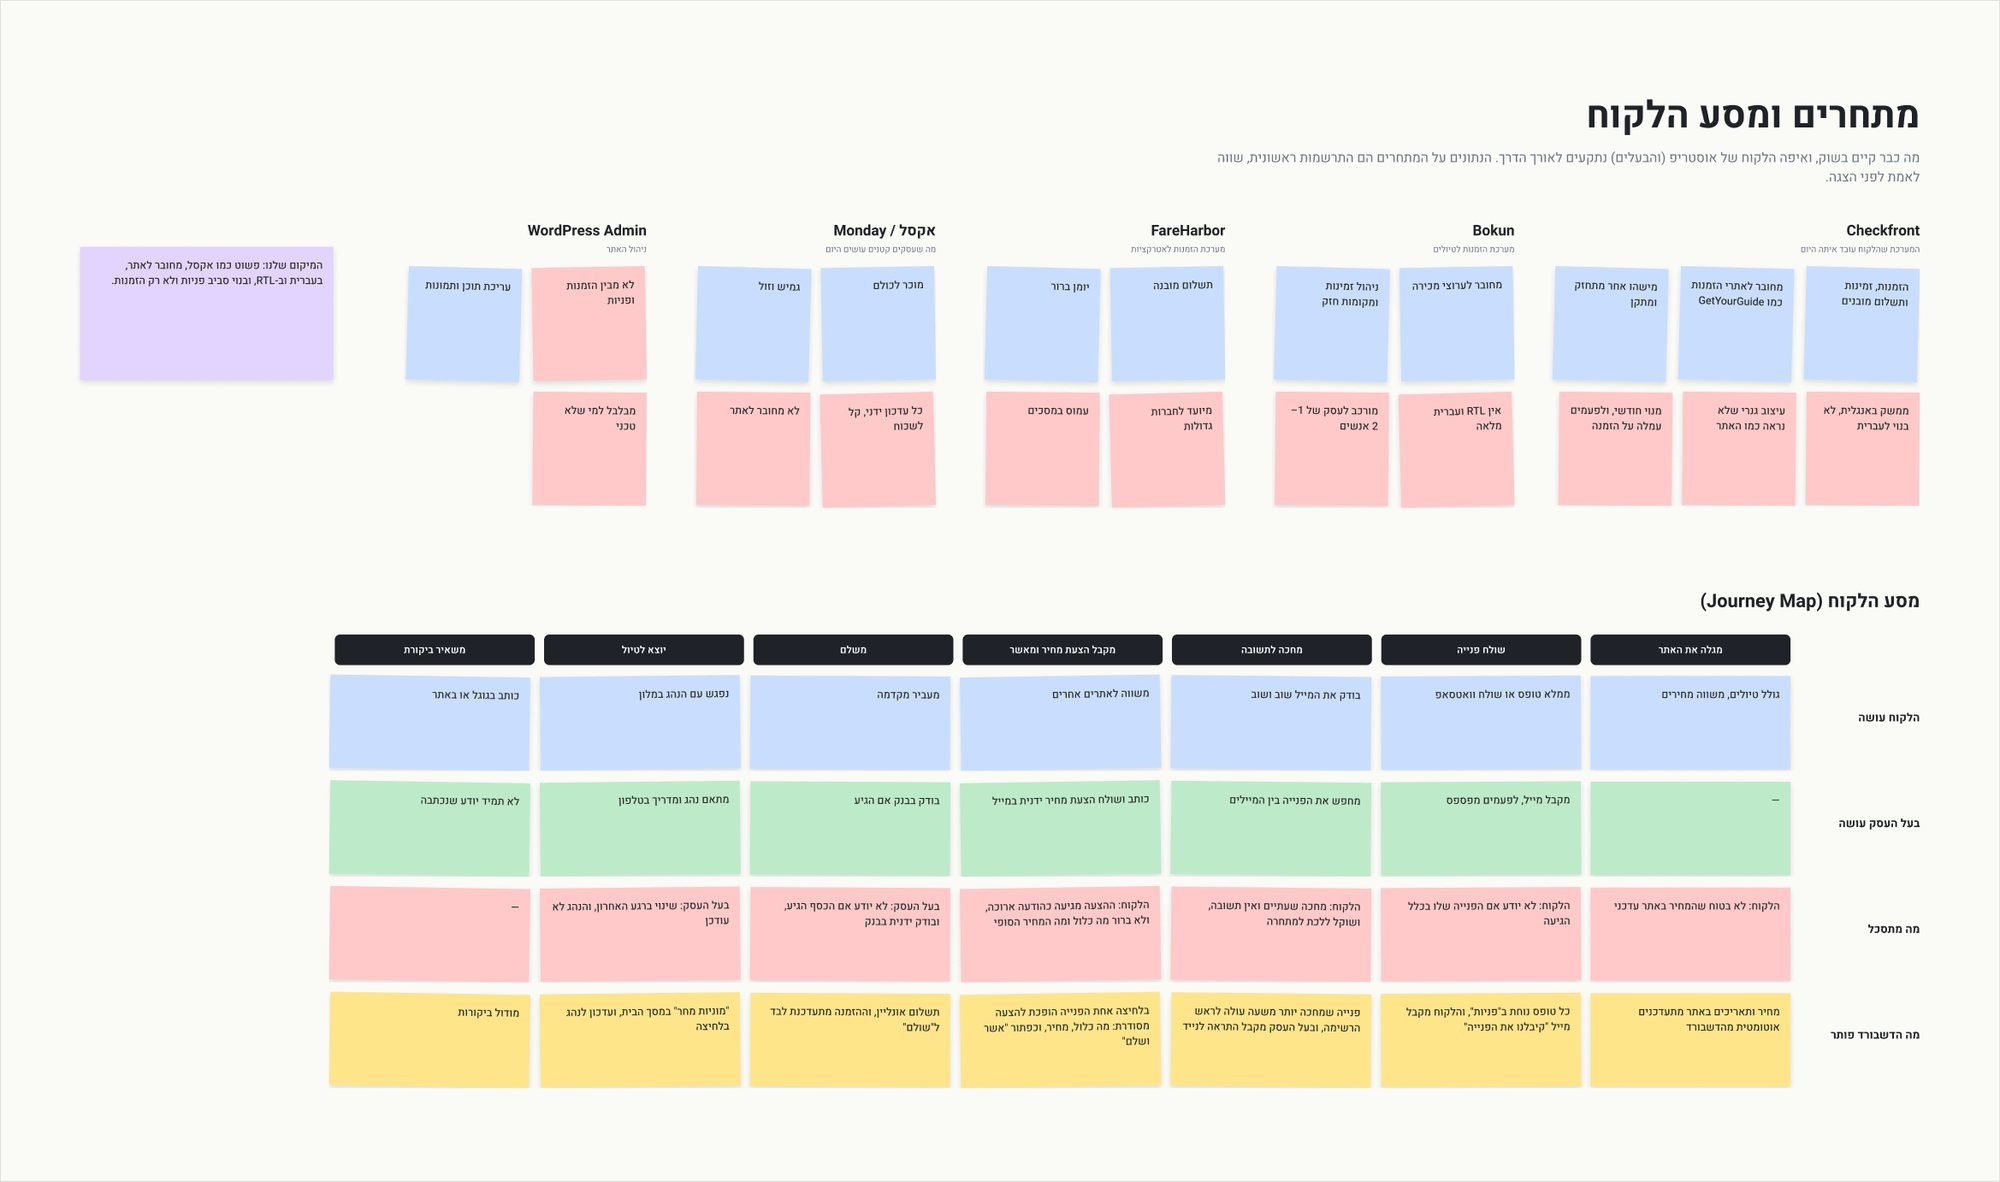 מתחרים ומסע הלקוח
מה כבר קיים בשוק, ואיפה הלקוח של אוסטריפ (והבעלים) נתקעים לאורך הדרך. הנתונים על המתחרים הם התרשמות ראשונית, שווה
לאמת לפני הצגה.
Checkfront
המערכת שהלקוח עובד איתה היום
הזמנות, זמינות
ותשלום מובנים
מחובר לאתרי הזמנות
כמו GetYourGuide
מישהו אחר מתחזק
ומתקן
ממשק באנגלית, לא
בנוי לעברית
עיצוב גנרי שלא
נראה כמו האתר
מנוי חודשי, ולפעמים
עמלה על הזמנה
Bokun
מערכת הזמנות לטיולים
מחובר לערוצי מכירה
ניהול זמינות
ומקומות חזק
אין RTL ועברית
מלאה
מורכב לעסק של 1–
2 אנשים
FareHarbor
מערכת הזמנות לאטרקציות
תשלום מובנה
יומן ברור
מיועד לחברות
גדולות
עמוס במסכים
אקסל / Monday
מה שעסקים קטנים עושים היום
מוכר לכולם
גמיש וזול
כל עדכון ידני, קל
לשכוח
לא מחובר לאתר
WordPress Admin
ניהול האתר
לא מבין הזמנות
ופניות
עריכת תוכן ותמונות
מבלבל למי שלא
טכני
המיקום שלנו: פשוט כמו אקסל, מחובר לאתר,
בעברית וב-RTL, ובנוי סביב פניות ולא רק הזמנות.
מסע הלקוח (Journey Map)
מגלה את האתר
שולח פנייה
מחכה לתשובה
מקבל הצעת מחיר ומאשר
משלם
יוצא לטיול
משאיר ביקורת
הלקוח עושה
גולל טיולים, משווה מחירים
ממלא טופס או שולח וואטסאפ
בודק את המייל שוב ושוב
משווה לאתרים אחרים
מעביר מקדמה
נפגש עם הנהג במלון
כותב בגוגל או באתר
בעל העסק עושה
—
מקבל מייל, לפעמים מפספס
מחפש את הפנייה בין המיילים
כותב ושולח הצעת מחיר ידנית במייל
בודק בבנק אם הגיע
מתאם נהג ומדריך בטלפון
לא תמיד יודע שנכתבה
מה מתסכל
הלקוח: לא בטוח שהמחיר באתר עדכני
הלקוח: לא יודע אם הפנייה שלו בכלל
הגיעה
הלקוח: מחכה שעתיים ואין תשובה,
ושוקל ללכת למתחרה
הלקוח: ההצעה מגיעה כהודעה ארוכה,
ולא ברור מה כלול ומה המחיר הסופי
בעל העסק: לא יודע אם הכסף הגיע,
ובודק ידנית בבנק
בעל העסק: שינוי ברגע האחרון, והנהג לא
עודכן
—
מה הדשבורד פותר
מחיר ותאריכים באתר מתעדכנים
אוטומטית מהדשבורד
כל טופס נוחת ב"פניות", והלקוח מקבל
מייל "קיבלנו את הפנייה"
פנייה שמחכה יותר משעה עולה לראש
הרשימה, ובעל העסק מקבל התראה לנייד
בלחיצה אחת הפנייה הופכת להצעה
מסודרת: מה כלול, מחיר, וכפתור "אשר
ושלם"
תשלום אונליין, וההזמנה מתעדכנת לבד
ל"שולם"
"מוניות מחר" במסך הבית, ועדכון לנהג
בלחיצה
מודול ביקורות